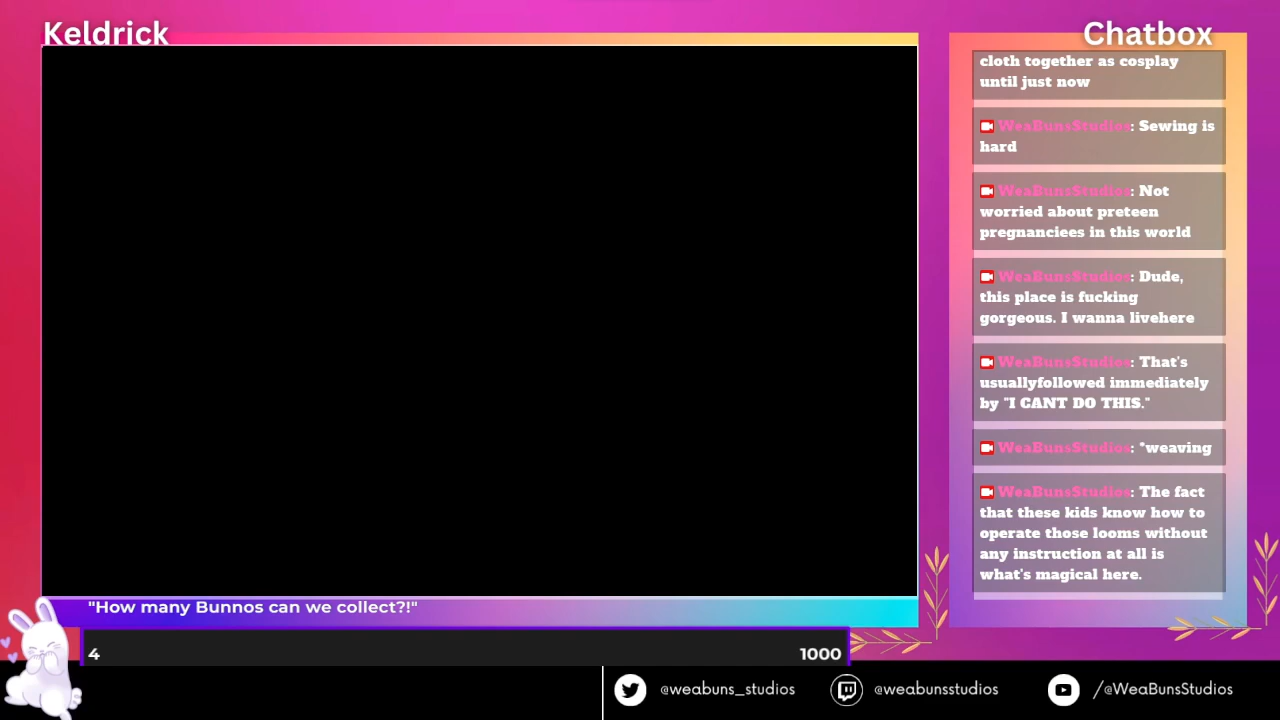 Keldrick
Chatbox
cloth together as cosplay
until just now
WeaBunsStudios: Sewing is
hard
WeaBunsStudios: Not
worried about preteen
pregnanciees in this world
WeaBunsStudios: Dude,
this place is fucking
gorgeous. I wanna livehere
WeaBunsStudios: That's
usuallyfollowed immediately
by "I CANT DO THIS."
WeaBunsStudios: *weaving
WeaBunsStudios: The fact
that these kids know how to
operate those looms without
any instruction at all is
what's magical here.
"How many Bunnos can we collect?!"
4 1000
@weabuns_studios @weabunsstudios /@WeaBunsStudios